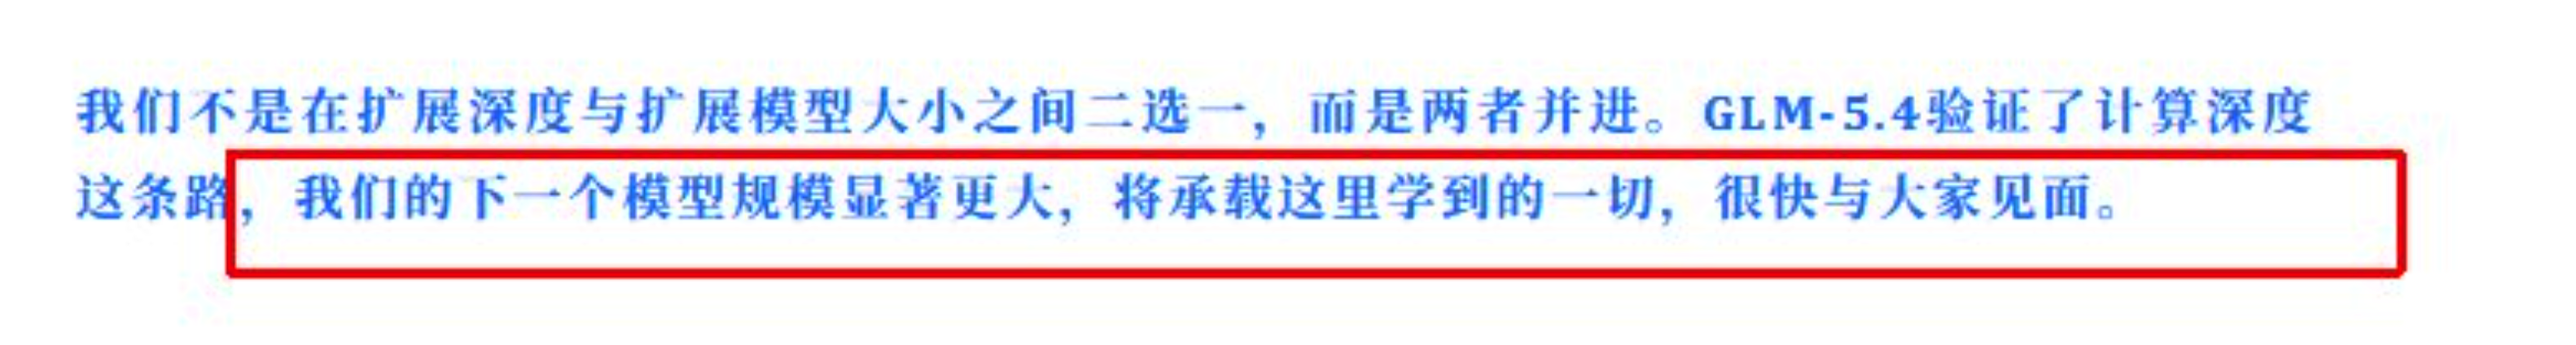 我们不是在扩展深度与扩展模型大小之间二选一，而是两者并进。GLM-5.4验证了计算深度
这条路，我们的下一个模型规模显著更大，将承载这里学到的一切，很快与大家见面。